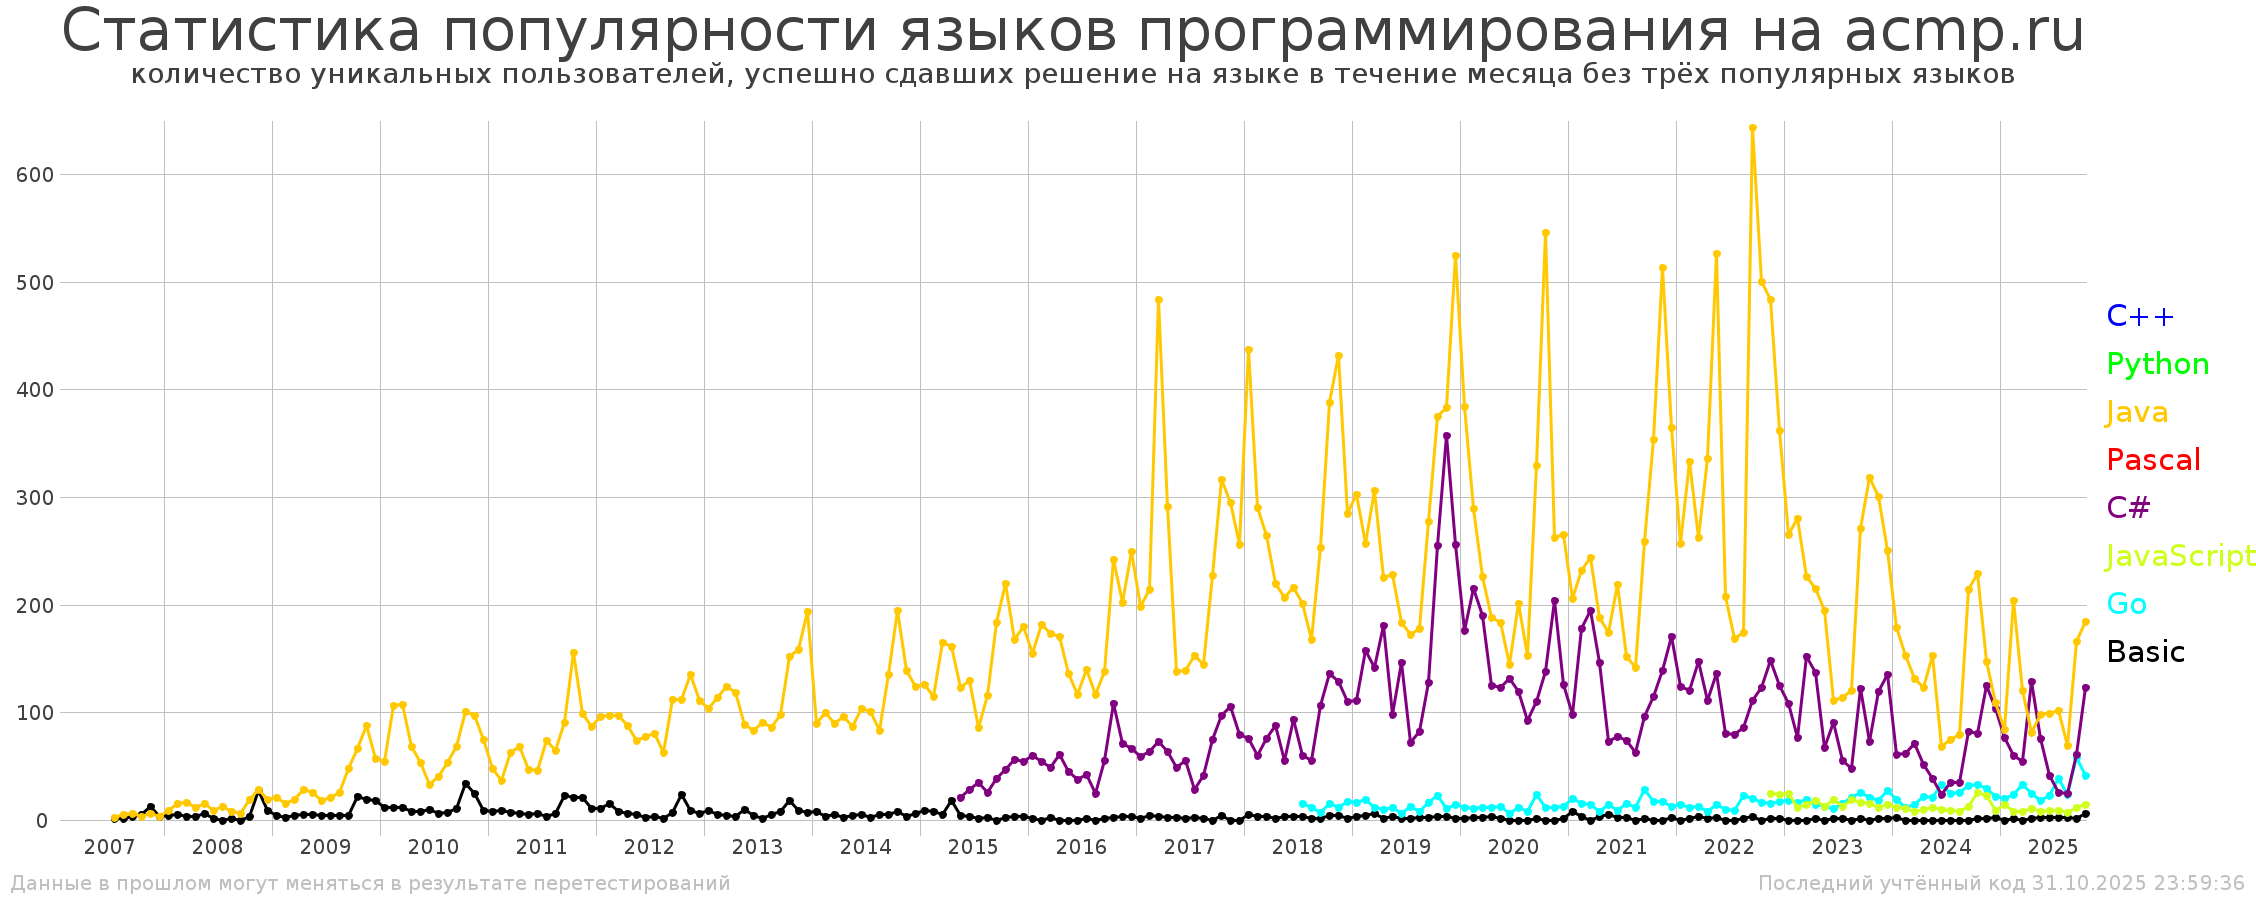 Статистика популярности языков программирования на acmp.ru
количество уникальных пользователей, успешно сдавших решение на языке в течение месяца без трёх популярных языков
600
500
400
300
200
100
0
C++
Python
Java
Pascal
C#
JavaScript
Go
Basic
2007 2008 2009 2010 2011 2012 2013 2014 2015 2016 2017 2018 2019 2020 2021 2022 2023 2024 2025
Данные в прошлом могут меняться в результате перетестирований
Последний учтённый код 31.10.2025 23:59:36